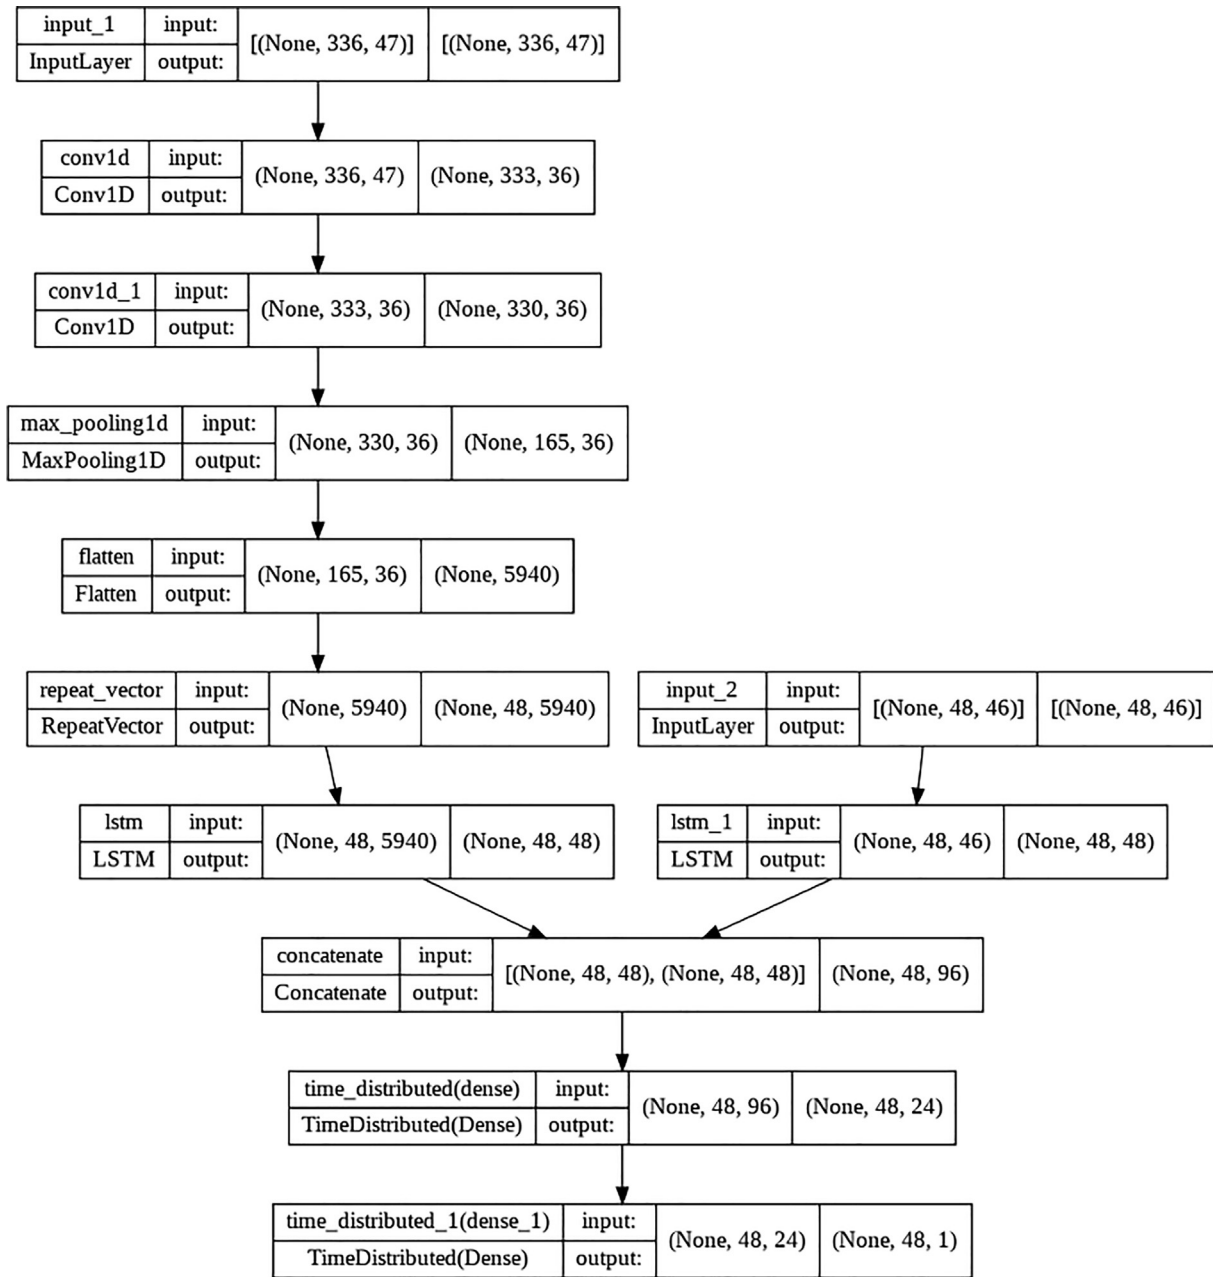 input_1 input: [(None, 336, 47)] [(None, 336, 47)]
InputLayer output:
conv1d input: (None, 336, 47) (None, 333, 36)
Conv1D output:
conv1d_1 input: (None, 333, 36) (None, 330, 36)
Conv1D output:
max_pooling1d input: (None, 330, 36) (None, 165, 36)
MaxPooling1D output:
flatten input: (None, 165, 36) (None, 5940)
Flatten output:
repeat_vector input: (None, 5940) (None, 48, 5940)
RepeatVector output:
input_2 input: [(None, 48, 46)] [(None, 48, 46)]
InputLayer output:
lstm input: (None, 48, 5940) (None, 48, 48)
LSTM output:
lstm_1 input: (None, 48, 46) (None, 48, 48)
LSTM output:
concatenate input: [(None, 48, 48), (None, 48, 48)] (None, 48, 96)
Concatenate output:
time_distributed(dense) input: (None, 48, 96) (None, 48, 24)
TimeDistributed(Dense) output:
time_distributed_1(dense_1) input: (None, 48, 24) (None, 48, 1)
TimeDistributed(Dense) output: